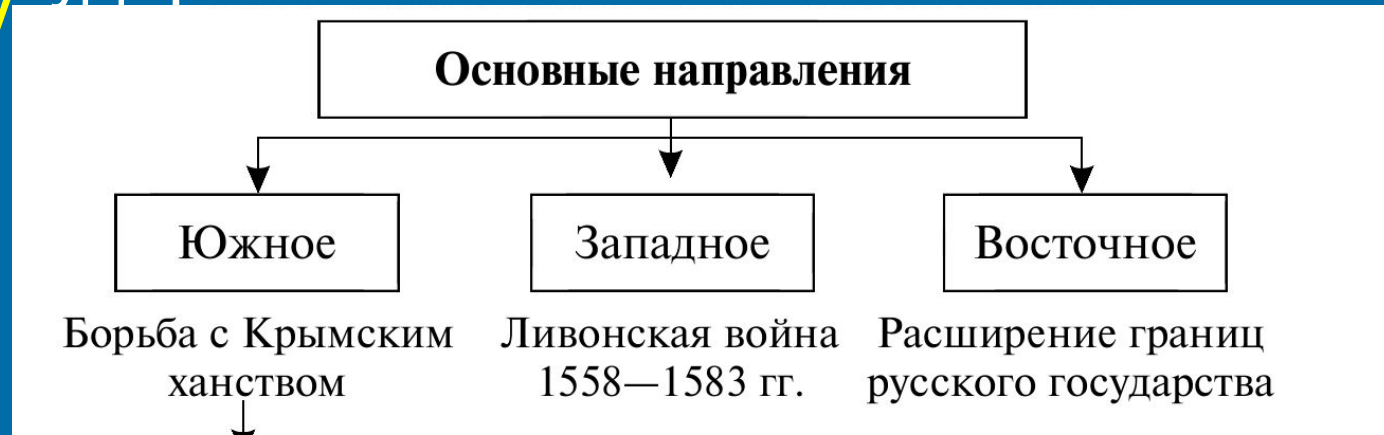 Основные направления
Южное
Западное
Восточное
Борьба с Крымским
ханством
Ливонская война
1558—1583 гг.
Расширение границ
русского государства